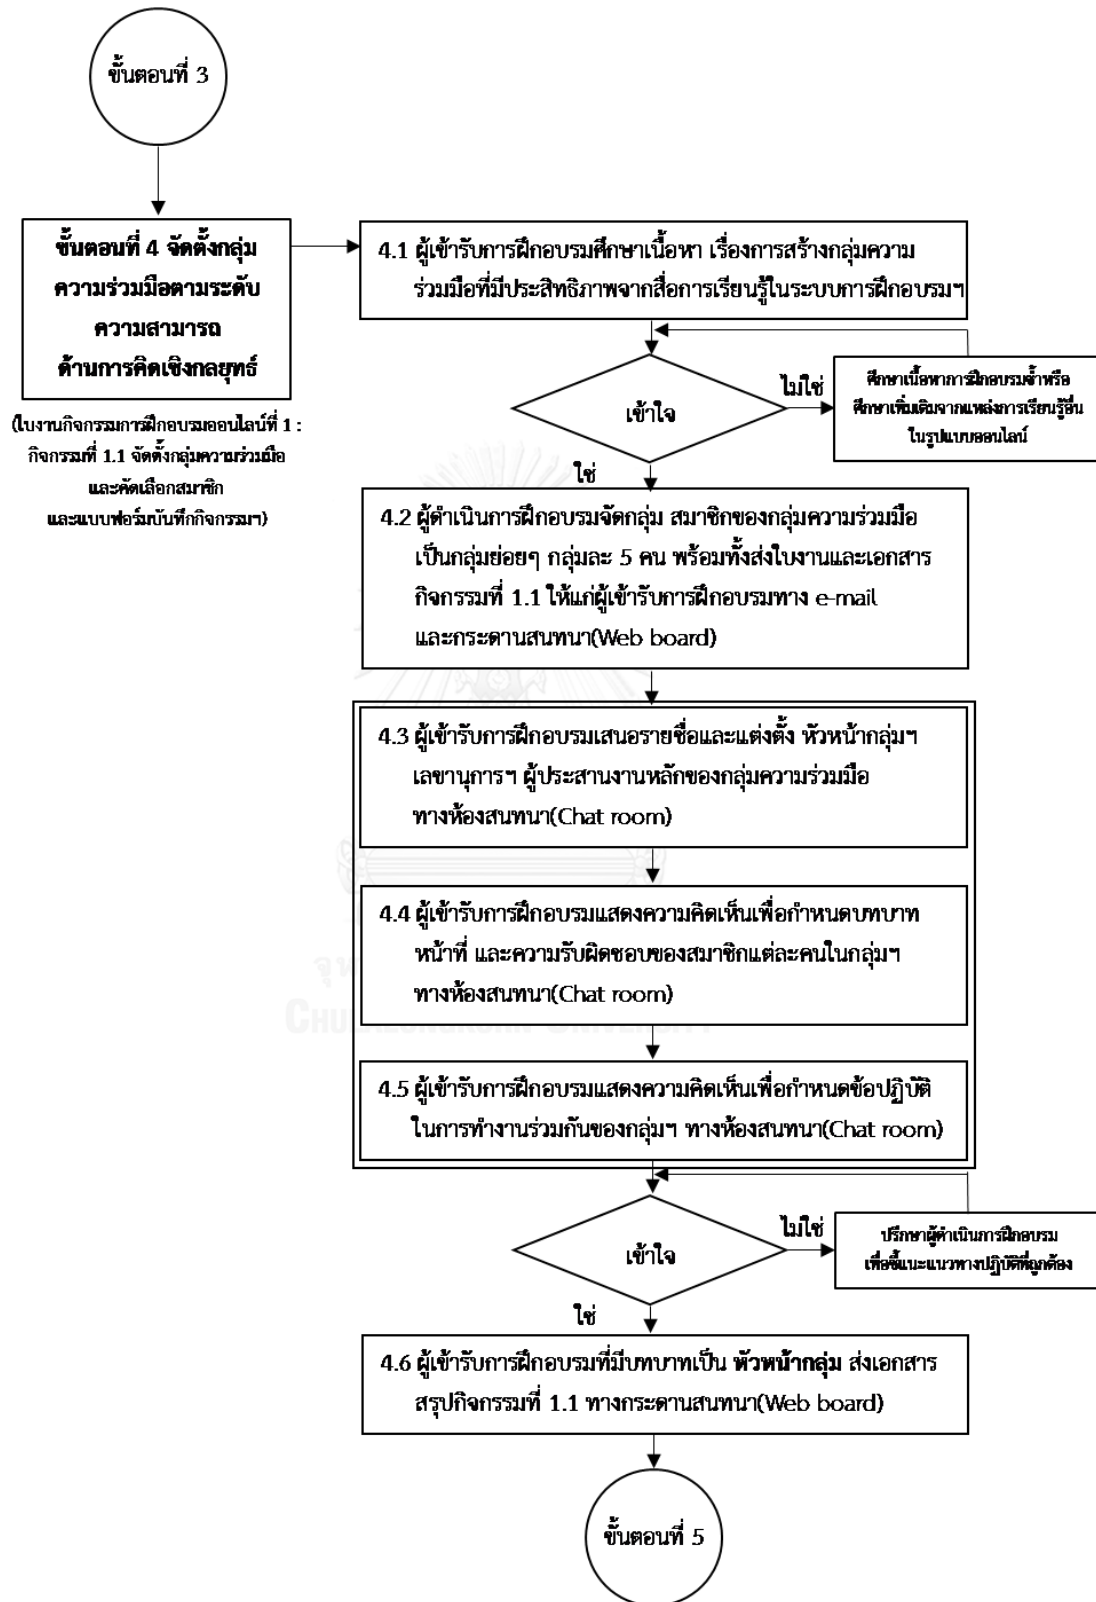 ขั้นตอนที่ 3
ขั้นตอนที่ 4 จัดตั้งกลุ่ม
ความร่วมมือตามระดับ
ความสามารถ
ด้านการคิดเชิงกลยุทธ์
(ใบงานกิจกรรมการฝึกอบรมออนไลน์ที่ 1 :
กิจกรรมที่ 1.1 จัดตั้งกลุ่มความร่วมมือ
และคัดเลือกสมาชิก
และแบบฟอร์มบันทึกกิจกรรมฯ)
4.1 ผู้เข้ารับการฝึกอบรมศึกษาเนื้อหา เรื่องการสร้างกลุ่มความ
ร่วมมือที่มีประสิทธิภาพจากสื่อการเรียนรู้ในระบบการฝึกอบรมฯ
เข้าใจ
ไม่ใช่
ศึกษาเนื้อหาการฝึกอบรมซ้ำหรือ
ศึกษาเพิ่มเติมจากแหล่งการเรียนรู้อื่น
ในรูปแบบออนไลน์
ใช่
4.2 ผู้ดำเนินการฝึกอบรมจัดกลุ่ม สมาชิกของกลุ่มความร่วมมือ
เป็นกลุ่มย่อยๆ กลุ่มละ 5 คน พร้อมทั้งส่งใบงานและเอกสาร
กิจกรรมที่ 1.1 ให้แก่ผู้เข้ารับการฝึกอบรมทาง e-mail
และกระดานสนทนา(Web board)
4.3 ผู้เข้ารับการฝึกอบรมเสนอรายชื่อและแต่งตั้ง หัวหน้ากลุ่มฯ
เลขานุการฯ ผู้ประสานงานหลักของกลุ่มความร่วมมือ
ทางห้องสนทนา(Chat room)
4.4 ผู้เข้ารับการฝึกอบรมแสดงความคิดเห็นเพื่อกำหนดบทบาท
หน้าที่ และความรับผิดชอบของสมาชิกแต่ละคนในกลุ่มฯ
ทางห้องสนทนา(Chat room)
4.5 ผู้เข้ารับการฝึกอบรมแสดงความคิดเห็นเพื่อกำหนดข้อปฏิบัติ
ในการทำงานร่วมกันของกลุ่มฯ ทางห้องสนทนา(Chat room)
เข้าใจ
ไม่ใช่
ปรึกษาผู้ดำเนินการฝึกอบรม
เพื่อชี้แนะแนวทางปฏิบัติที่ถูกต้อง
ใช่
4.6 ผู้เข้ารับการฝึกอบรมที่มีบทบาทเป็น หัวหน้ากลุ่ม ส่งเอกสาร
สรุปกิจกรรมที่ 1.1 ทางกระดานสนทนา(Web board)
ขั้นตอนที่ 5